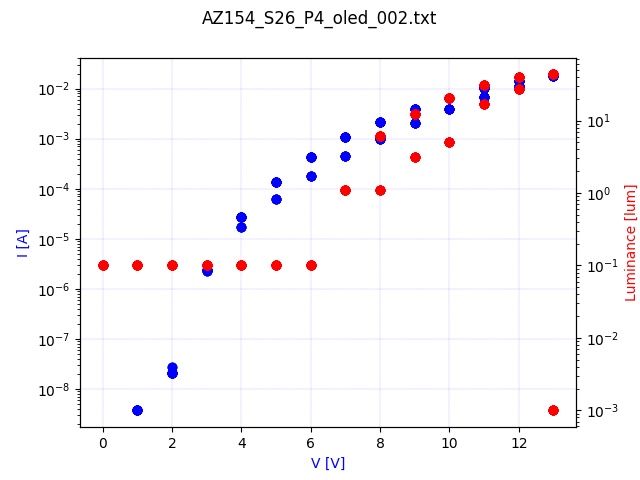 AZ154_S26_P4_oled_002.txt
10⁻²
10⁻³
10⁻⁴
10⁻⁵
10⁻⁶
10⁻⁷
10⁻⁸
I [A]
10¹
10⁰
10⁻¹
10⁻²
10⁻³
Luminance [lum]
0 2 4 6 8 10 12
V [V]